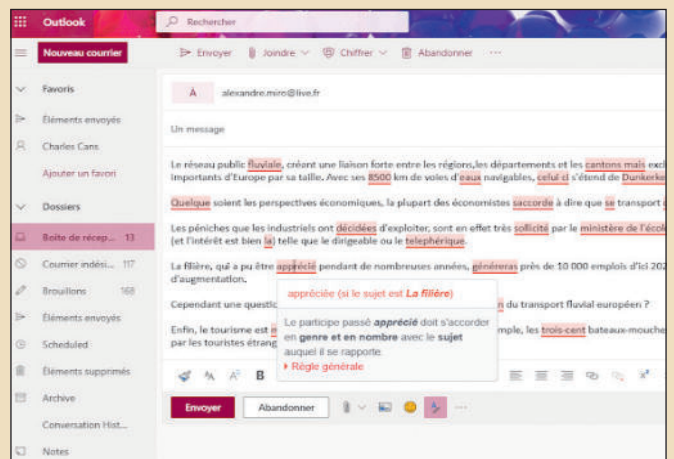 Outlook
Rechercher
Nouveau courrier
Envoyer Joindre Chiffrer Abandonner ...
Favoris
Éléments envoyés
Charles Cans
Ajouter un favori
Dossiers
Boîte de récep... 13
Courrier indési... 117
Brouillons 168
Éléments envoyés
Scheduled
Éléments supprimés
Archive
Conversation Hist...
Notes
À alexandre.miro@live.fr
Un message
Le réseau public fluviale, créant une liaison forte entre les régions,les départements et les cantons mais excl
importants d'Europe par sa taille. Avec ses 8500 km de voies d'eaux navigables, celui ci s'étend de Dunkerke
Quelque soient les perspectives économiques, la plupart des économistes saccorde à dire que se transport
Les péniches que les industriels ont décidées d'exploiter, sont en effet très sollicité par le ministère de l'écol
(et l'intérêt est bien la) telle que le dirigeable ou le telephérique.
La filière, qui a pu être apprécié pendant de nombreuses années, généreras près de 10 000 emplois d'ici 202
d'augmentation.
appréciée (si le sujet est La filière)
Le participe passé apprécié doit s'accorder
en genre et en nombre avec le sujet
auquel il se rapporte.
Règle générale
Cependant une questio n du transport fluvial européen ?
Enfin, le tourisme est mple, les trois-cent bateaux-mouche
par les touristes étrang
B
Envoyer Abandonner ...